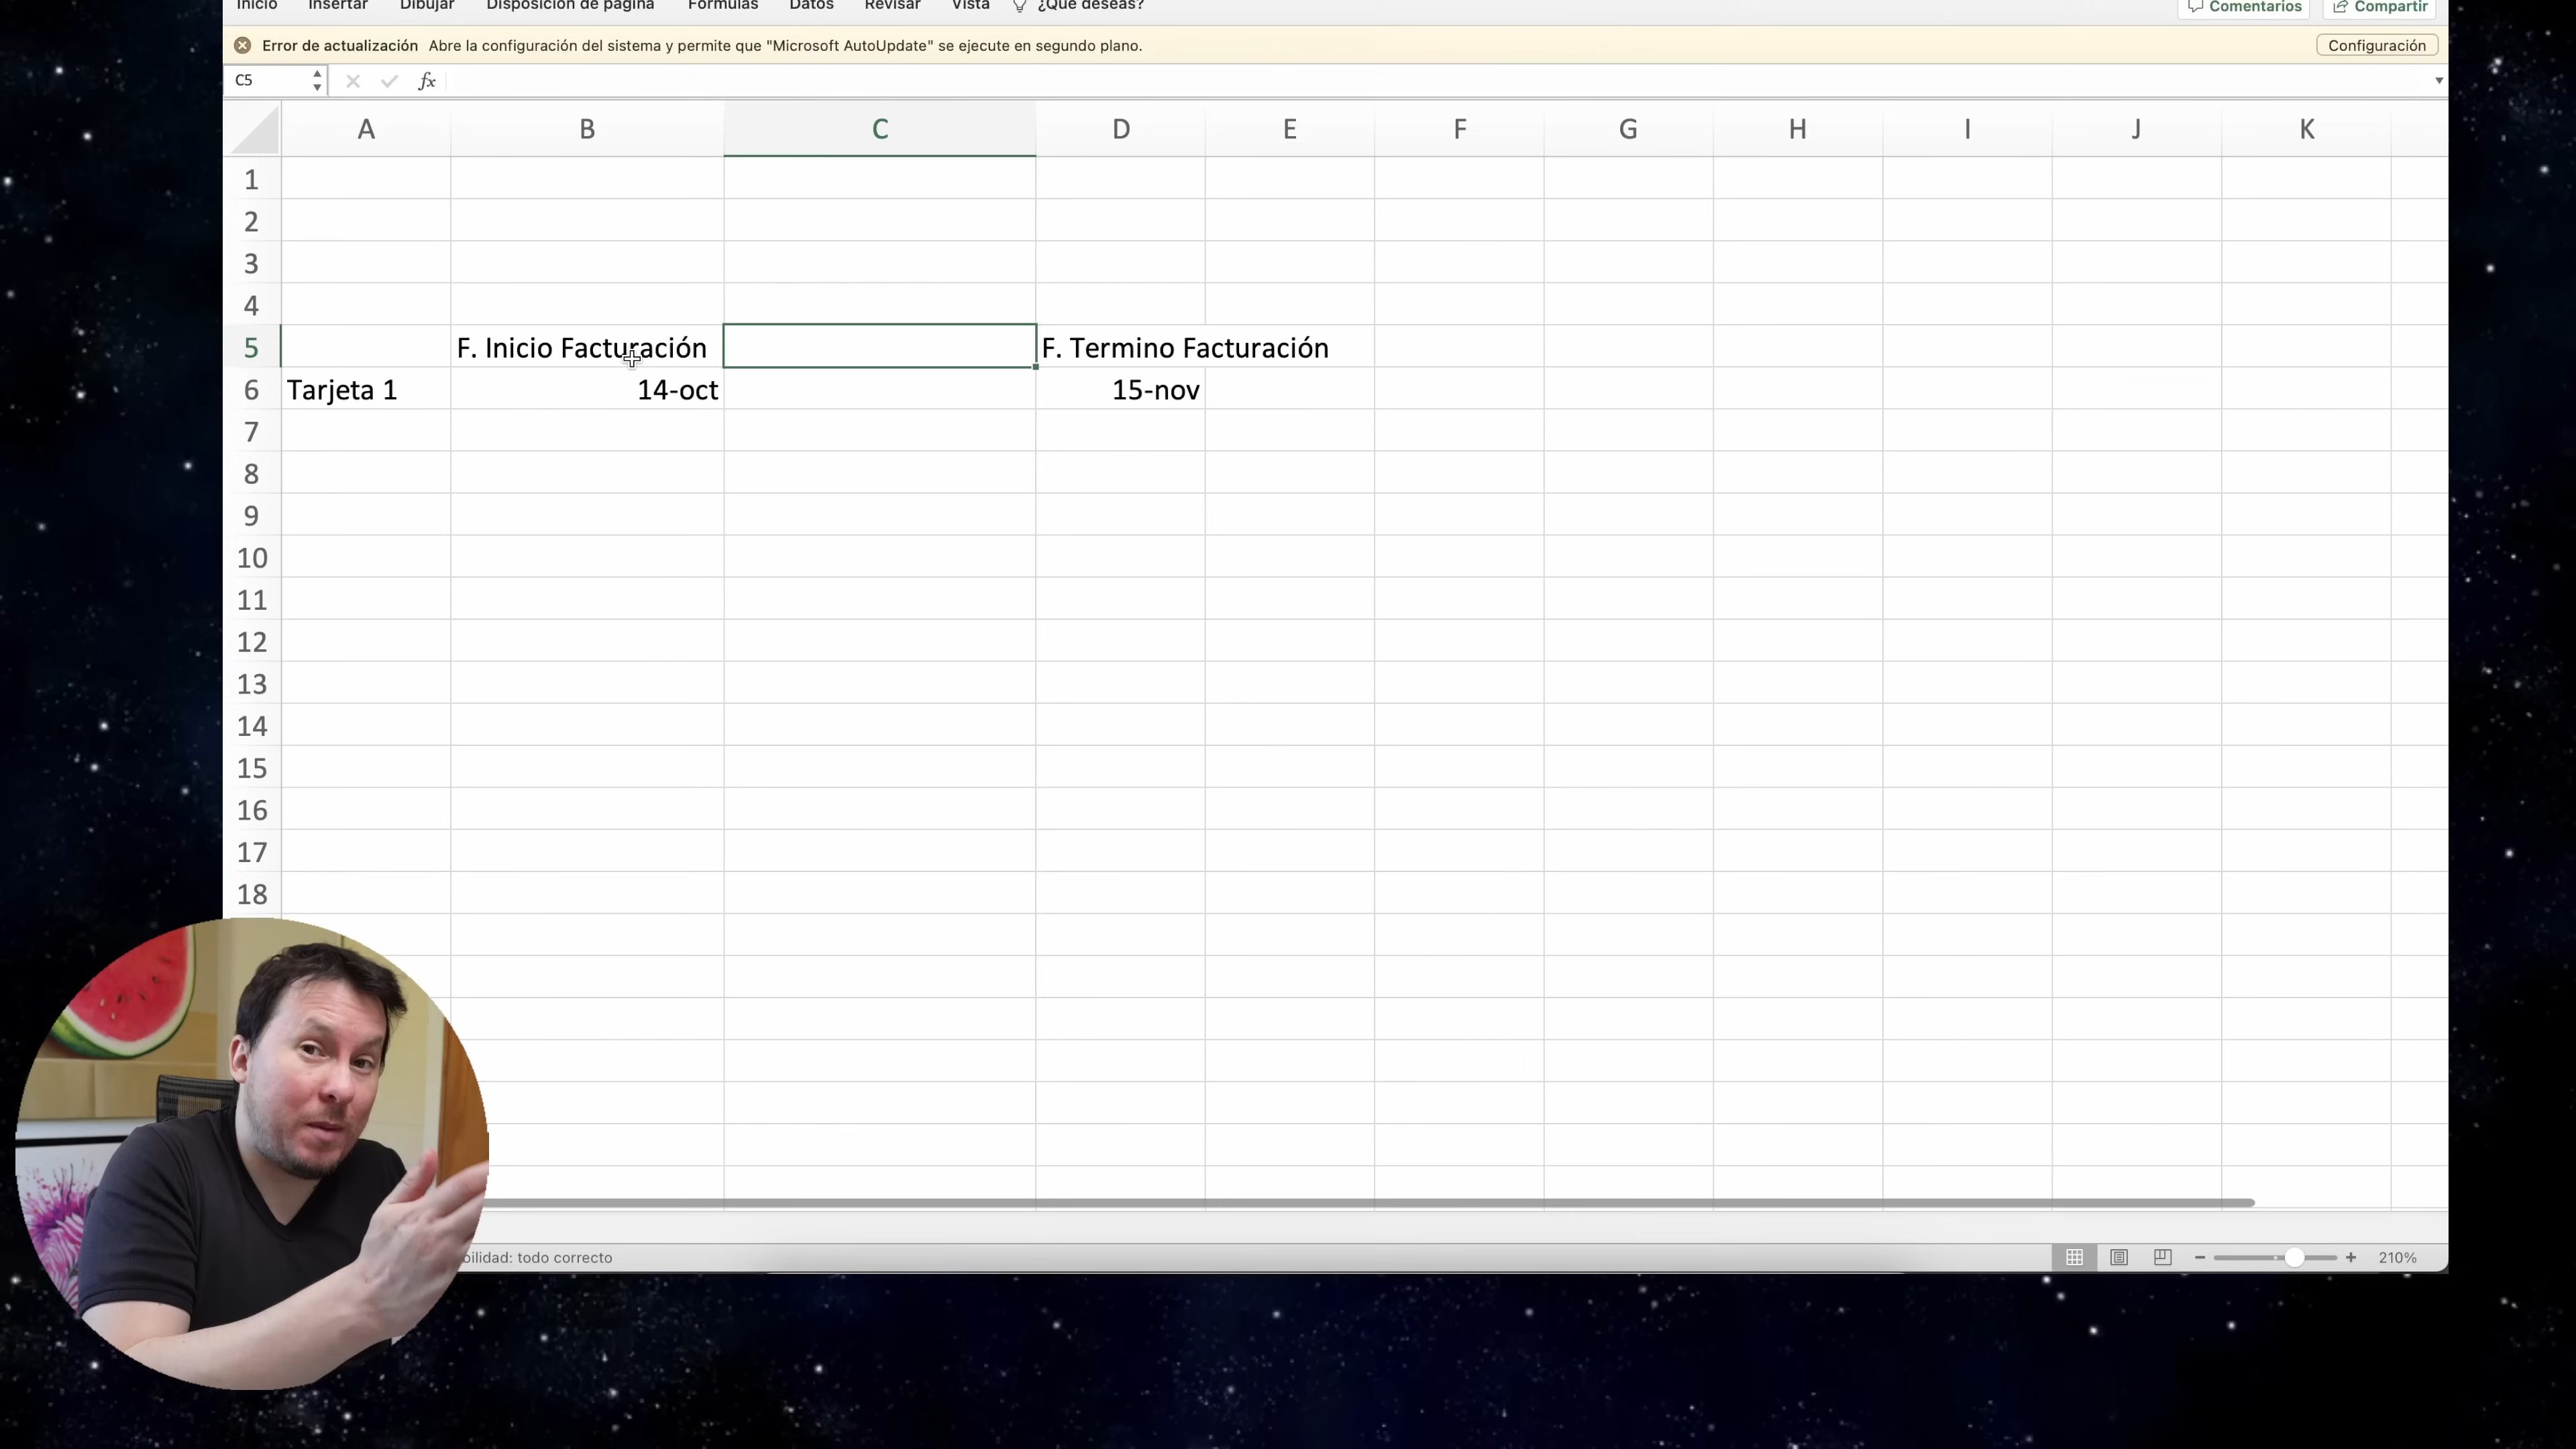 Inicio Insertar Dibujar Disposición de página Fórmulas Datos Revisar Vista ¿Qué deseas? Comentarios Compartir
Error de actualización Abre la configuración del sistema y permite que "Microsoft AutoUpdate" se ejecute en segundo plano. Configuración
C5 fx
A B C D E F G H I J K
1
2
3
4
5 F. Inicio Facturación F. Termino Facturación
6 Tarjeta 1 14-oct 15-nov
7
8
9
10
11
12
13
14
15
16
17
18
bilidad: todo correcto 210%